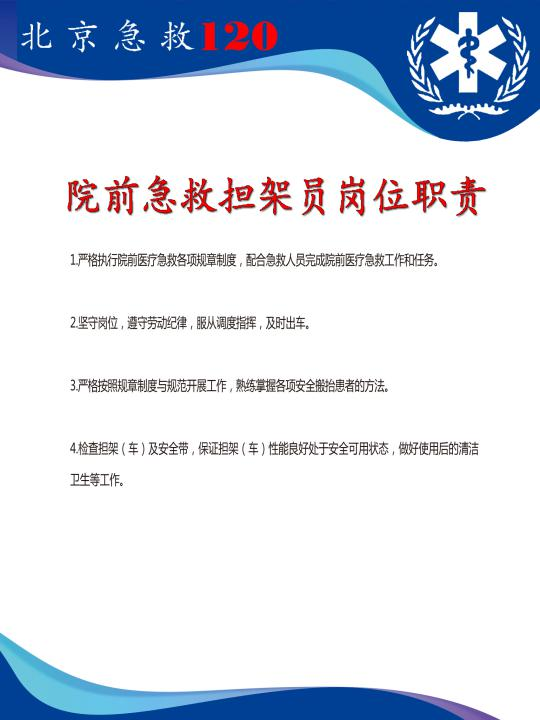 北京急救120
院前急救担架员岗位职责
1.严格执行院前医疗急救各项规章制度，配合急救人员完成院前医疗急救工作和任务。
2.坚守岗位，遵守劳动纪律，服从调度指挥，及时出车。
3.严格按照规章制度与规范开展工作，熟练掌握各项安全搬抬患者的方法。
4.检查担架（车）及安全带，保证担架（车）性能良好处于安全可用状态，做好使用后的清洁
卫生等工作。